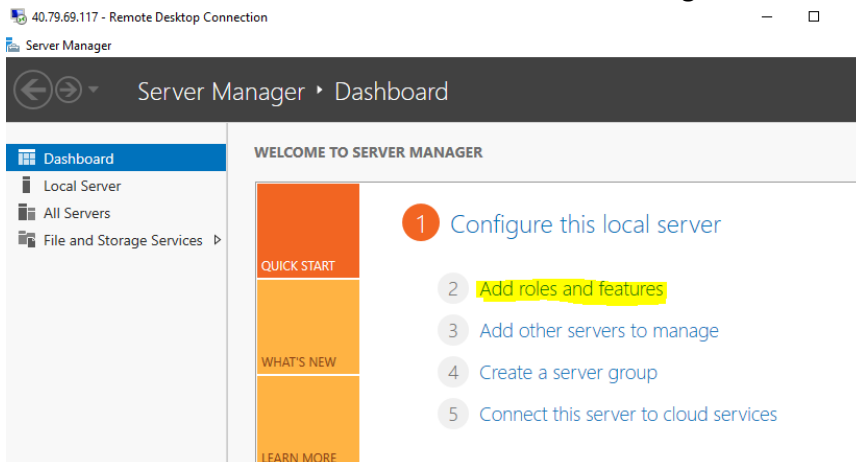 40.79.69.117 - Remote Desktop Connection
Server Manager
Server Manager • Dashboard
Dashboard
Local Server
All Servers
File and Storage Services
WELCOME TO SERVER MANAGER
QUICK START
WHAT'S NEW
LEARN MORE
1 Configure this local server
2 Add roles and features
3 Add other servers to manage
4 Create a server group
5 Connect this server to cloud services